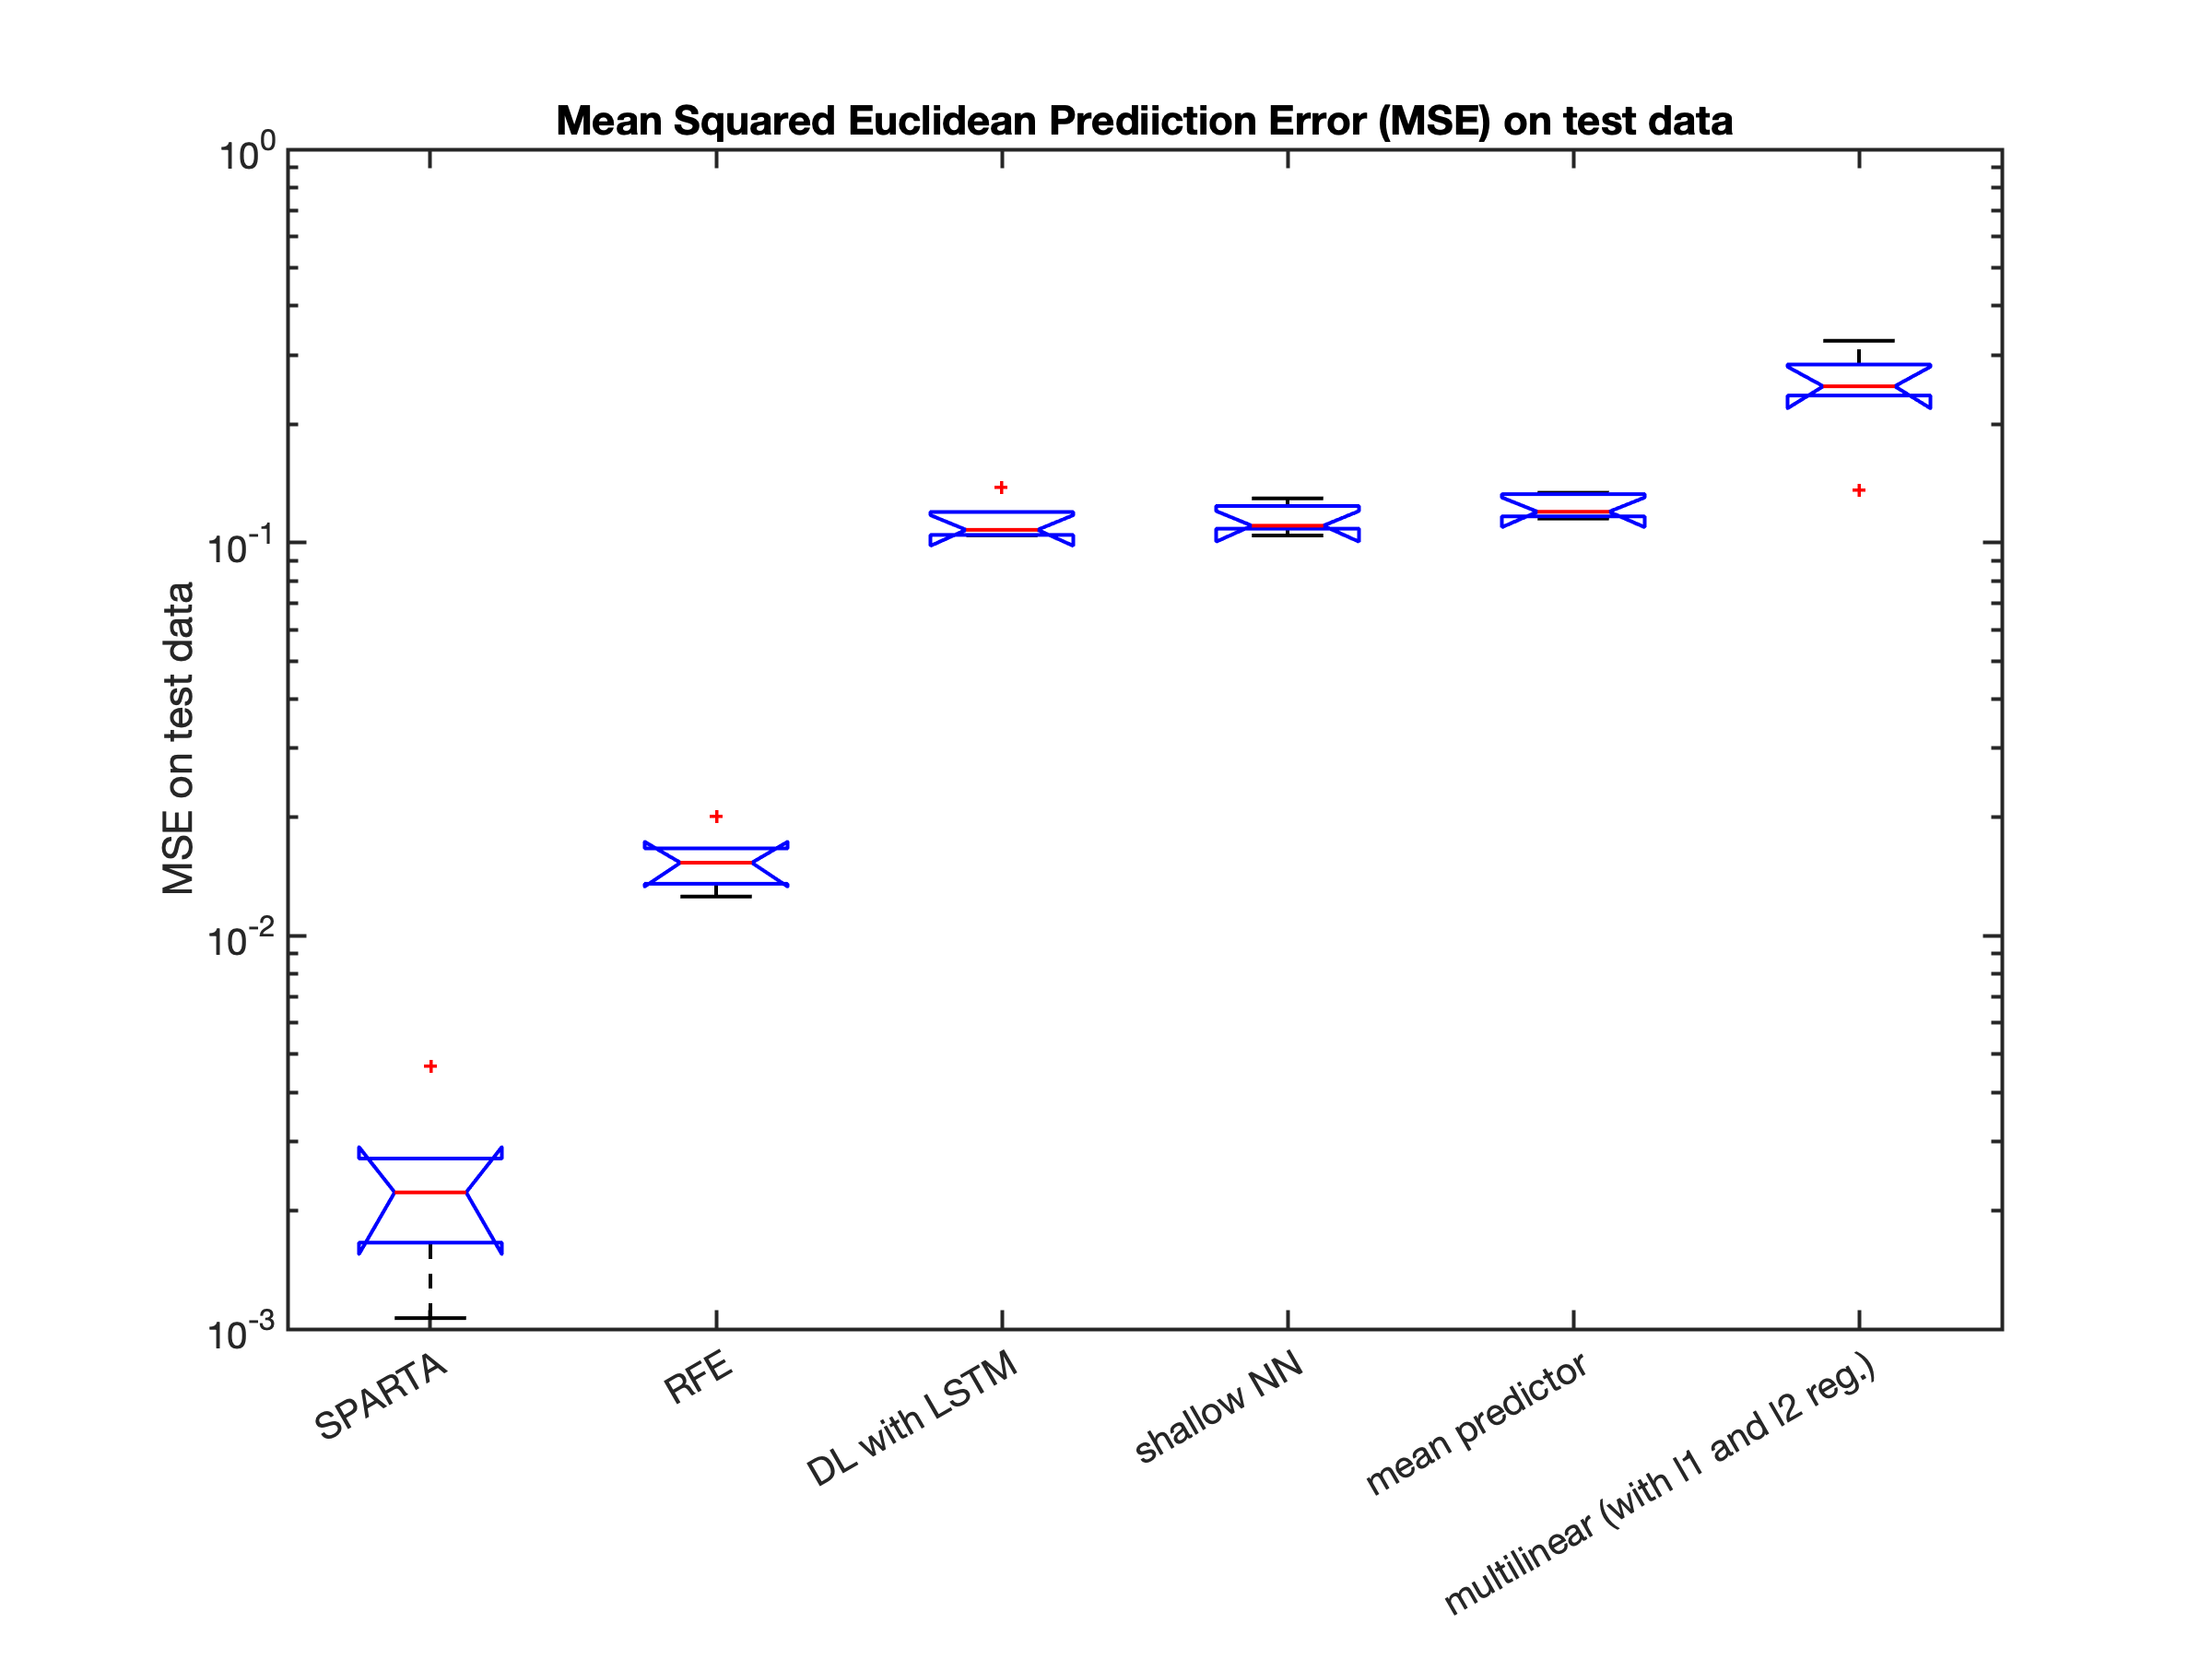 Mean Squared Euclidean Prediiction Error (MSE) on test data
10^0
10^-1
10^-2
10^-3
MSE on test data
SPARTA
RFE
DL with LSTM
shallow NN
mean predictor
multilinear (with l1 and l2 reg.)